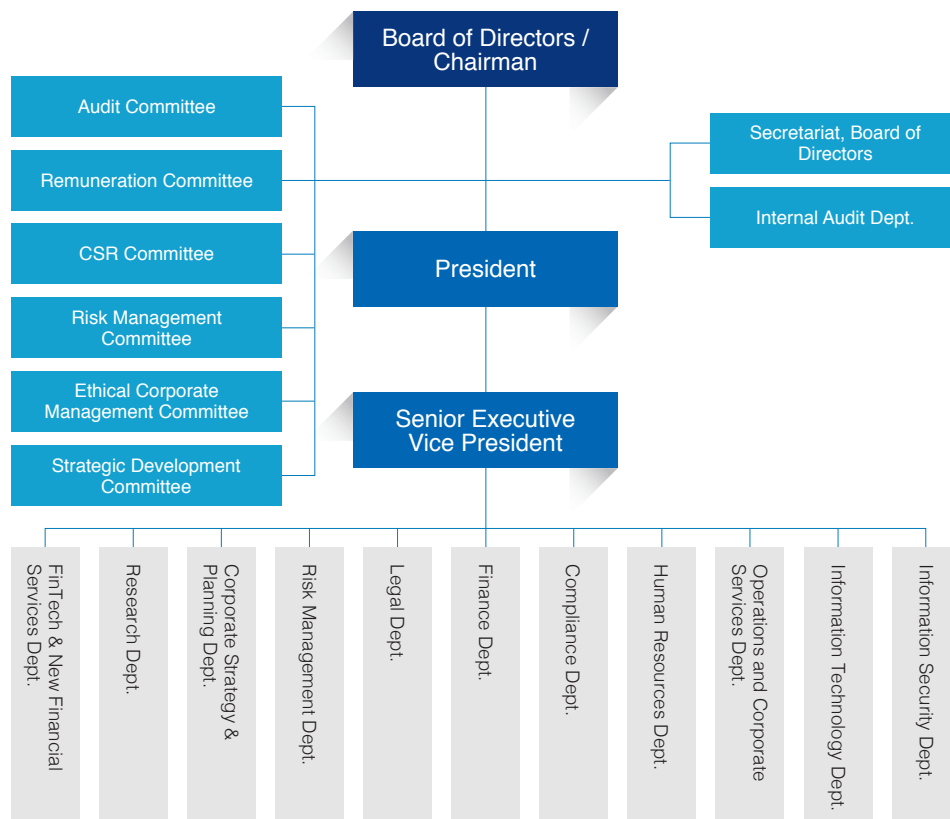 Board of Directors /
Chairman
Audit Committee
Remuneration Committee
CSR Committee
Risk Management
Committee
Ethical Corporate
Management Committee
Strategic Development
Committee
Secretariat, Board of
Directors
Internal Audit Dept.
President
Senior Executive
Vice President
FinTech & New Financial
Services Dept.
Research Dept.
Corporate Strategy &
Planning Dept.
Risk Management Dept.
Legal Dept.
Finance Dept.
Compliance Dept.
Human Resources Dept.
Operations and Corporate
Services Dept.
Information Technology Dept.
Information Security Dept.